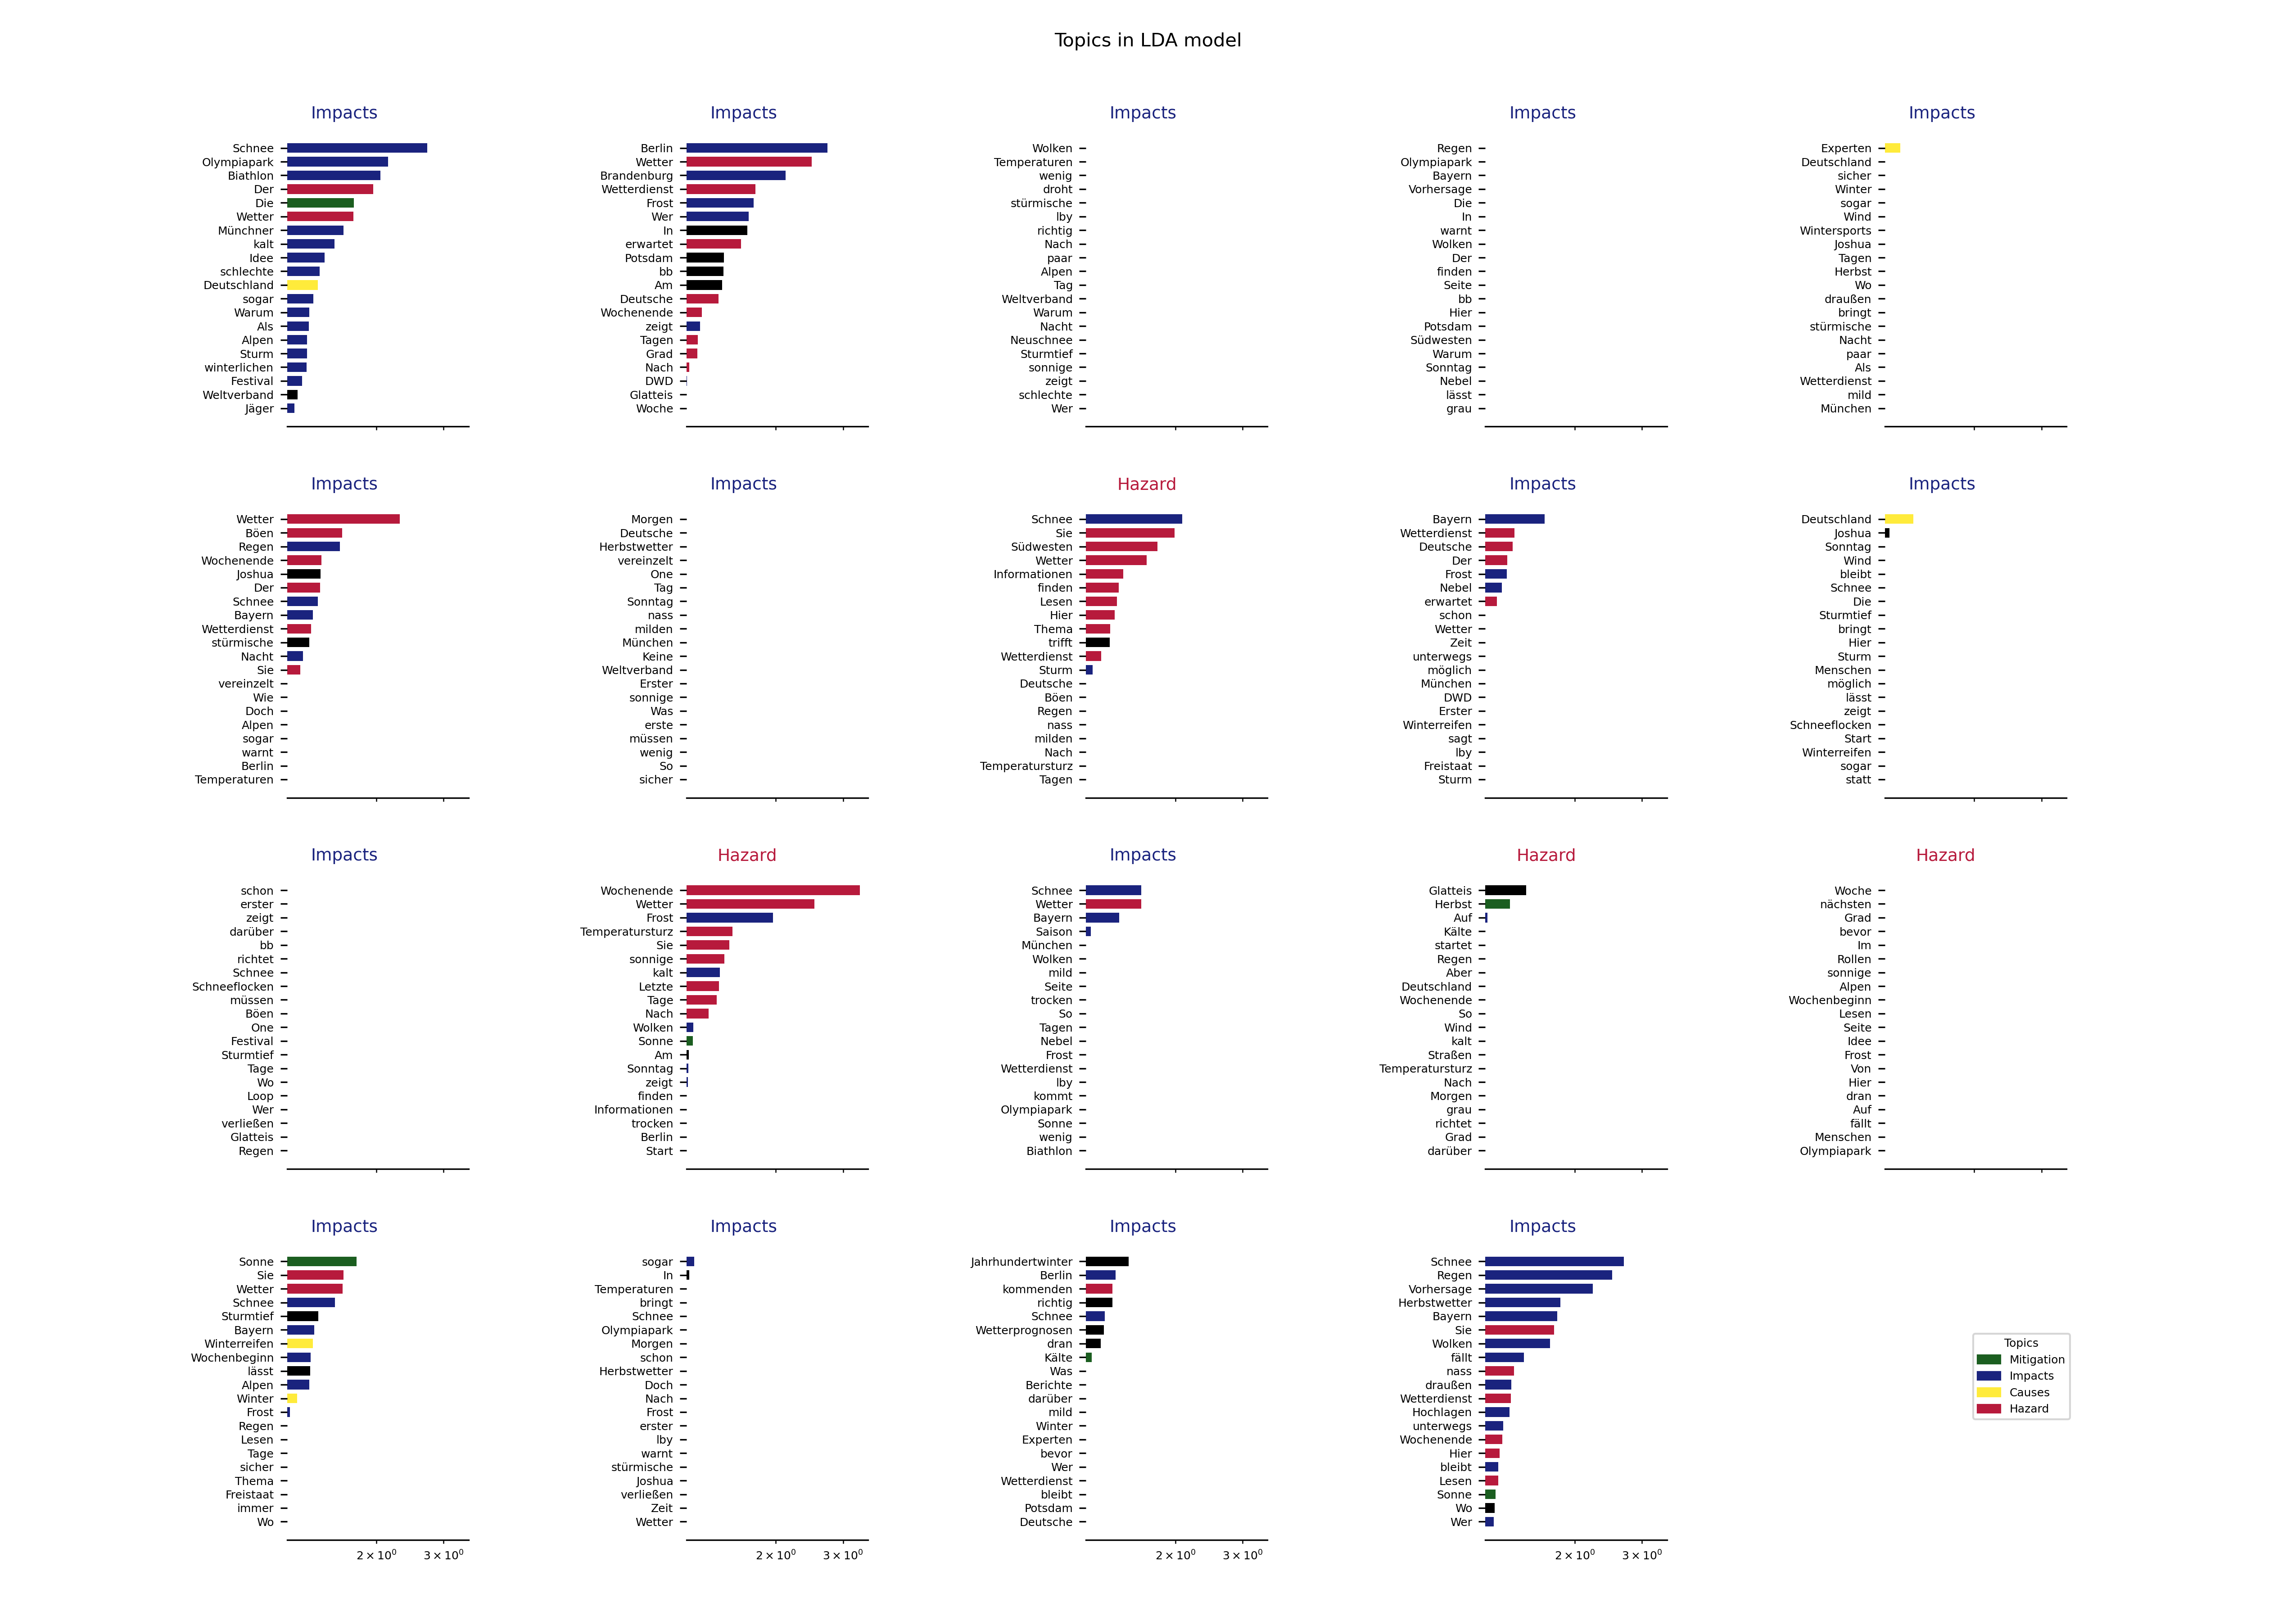 Topics in LDA model
Impacts
Schnee
Olympiapark
Biathlon
Der
Die
Wetter
Münchner
kalt
Idee
schlechte
Deutschland
sogar
Warum
Als
Alpen
Sturm
winterlichen
Festival
Weltverband
Jäger
Impacts
Berlin
Wetter
Brandenburg
Wetterdienst
Frost
Wer
In
erwartet
Potsdam
bb
Am
Deutsche
Wochenende
zeigt
Tagen
Grad
Nach
DWD
Glatteis
Woche
Impacts
Wolken
Temperaturen
wenig
droht
stürmische
lby
richtig
Nach
paar
Alpen
Tag
Weltverband
Warum
Nacht
Neuschnee
Sturmtief
sonnige
zeigt
schlechte
Wer
Impacts
Regen
Olympiapark
Bayern
Vorhersage
Die
In
warnt
Wolken
Der
finden
Seite
bb
Hier
Potsdam
Südwesten
Warum
Sonntag
Nebel
lässt
grau
Impacts
Experten
Deutschland
sicher
Winter
sogar
Wind
Wintersports
Joshua
Tagen
Herbst
Wo
draußen
bringt
stürmische
Nacht
paar
Als
Wetterdienst
mild
München
Impacts
Wetter
Böen
Regen
Wochenende
Joshua
Der
Schnee
Bayern
Wetterdienst
stürmische
Nacht
Sie
vereinzelt
Wie
Doch
Alpen
sogar
warnt
Berlin
Temperaturen
Impacts
Morgen
Deutsche
Herbstwetter
vereinzelt
One
Tag
Sonntag
nass
milden
München
Keine
Weltverband
Erster
sonnige
Was
erste
müssen
wenig
So
sicher
Hazard
Schnee
Sie
Südwesten
Wetter
Informationen
finden
Lesen
Hier
Thema
trifft
Wetterdienst
Sturm
Deutsche
Böen
Regen
nass
milden
Nach
Temperatursturz
Tagen
Impacts
Bayern
Wetterdienst
Deutsche
Der
Frost
Nebel
erwartet
schon
Wetter
Zeit
unterwegs
möglich
München
DWD
Erster
Winterreifen
sagt
lby
Freistaat
Sturm
Impacts
Deutschland
Joshua
Sonntag
Wind
bleibt
Schnee
Die
Sturmtief
bringt
Hier
Sturm
Menschen
möglich
lässt
zeigt
Schneeflocken
Start
Winterreifen
sogar
statt
Impacts
schon
erster
zeigt
darüber
bb
richtet
Schnee
Schneeflocken
müssen
Böen
One
Festival
Sturmtief
Tage
Wo
Loop
Wer
verließen
Glatteis
Regen
Hazard
Wochenende
Wetter
Frost
Temperatursturz
Sie
sonnige
kalt
Letzte
Tage
Nach
Wolken
Sonne
Am
Sonntag
zeigt
finden
Informationen
trocken
Berlin
Start
Impacts
Schnee
Wetter
Bayern
Saison
München
Wolken
mild
Seite
trocken
So
Tagen
Nebel
Frost
Wetterdienst
lby
kommt
Olympiapark
Sonne
wenig
Biathlon
Hazard
Glatteis
Herbst
Auf
Kälte
startet
Regen
Aber
Deutschland
Wochenende
So
Wind
kalt
Straßen
Temperatursturz
Nach
Morgen
grau
richtet
Grad
darüber
Hazard
Woche
nächsten
Grad
bevor
Im
Rollen
sonnige
Alpen
Wochenbeginn
Lesen
Seite
Idee
Frost
Von
Hier
dran
Auf
fällt
Menschen
Olympiapark
Impacts
Sonne
Sie
Wetter
Schnee
Sturmtief
Bayern
Winterreifen
Wochenbeginn
lässt
Alpen
Winter
Frost
Regen
Lesen
Tage
sicher
Thema
Freistaat
immer
Wo
2 × 10⁰ 3 × 10⁰
Impacts
sogar
In
Temperaturen
bringt
Schnee
Olympiapark
Morgen
schon
Herbstwetter
Doch
Nach
Frost
erster
lby
warnt
stürmische
Joshua
verließen
Zeit
Wetter
2 × 10⁰ 3 × 10⁰
Impacts
Jahrhundertwinter
Berlin
kommenden
richtig
Schnee
Wetterprognosen
dran
Kälte
Was
Berichte
darüber
mild
Winter
Experten
bevor
Wer
Wetterdienst
bleibt
Potsdam
Deutsche
2 × 10⁰ 3 × 10⁰
Impacts
Schnee
Regen
Vorhersage
Herbstwetter
Bayern
Sie
Wolken
fällt
nass
draußen
Wetterdienst
Hochlagen
unterwegs
Wochenende
Hier
bleibt
Lesen
Sonne
Wo
Wer
2 × 10⁰ 3 × 10⁰
Topics
Mitigation
Impacts
Causes
Hazard